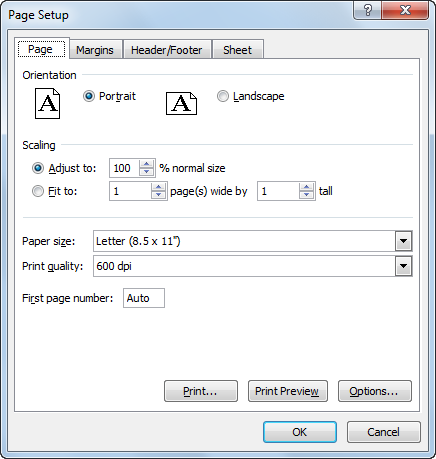 Page Setup
Page Margins Header/Footer Sheet
Orientation
A Portrait A Landscape
Scaling
Adjust to: 100 % normal size
Fit to: 1 page(s) wide by 1 tall
Paper size: Letter (8.5 x 11")
Print quality: 600 dpi
First page number: Auto
Print... Print Preview Options...
OK Cancel